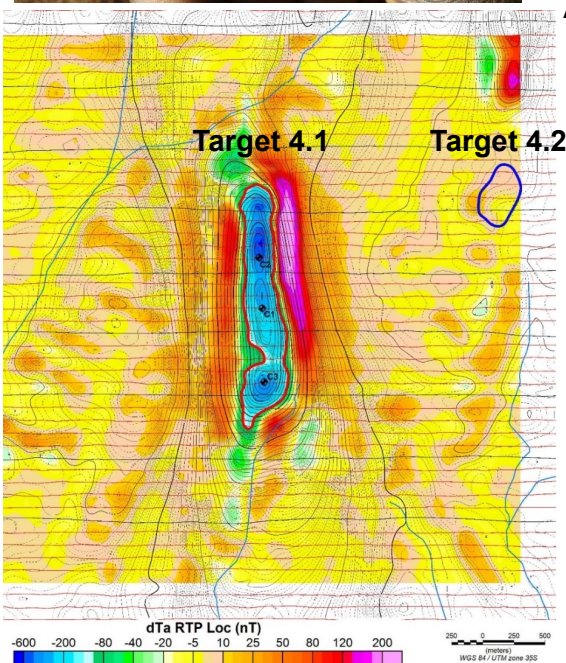 Target 4.1 Target 4.2
C2
C1
C3
dTa RTP Loc (nT)
-600 -200 -80 -40 -20 -5 10 25 50 80 120 200
250 0 250 500
(meters)
WGS 84 / UTM zone 35S